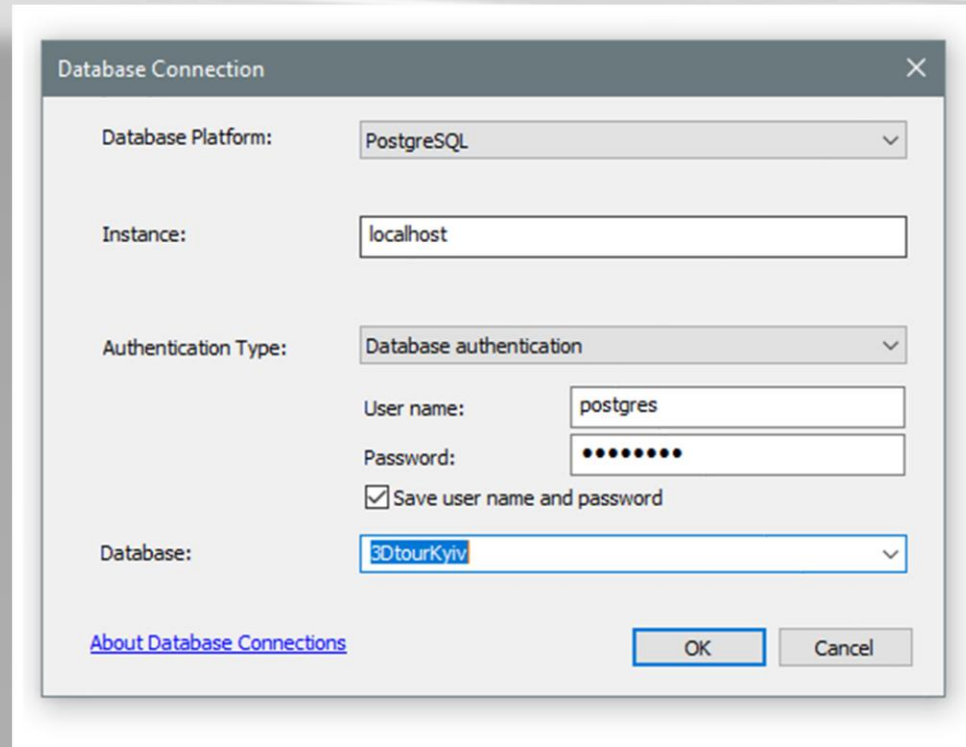 Database Connection
Database Platform: PostgreSQL
Instance: localhost
Authentication Type: Database authentication
User name: postgres
Password: ••••••••
Save user name and password
Database: 3DtourKyiv
About Database Connections OK Cancel